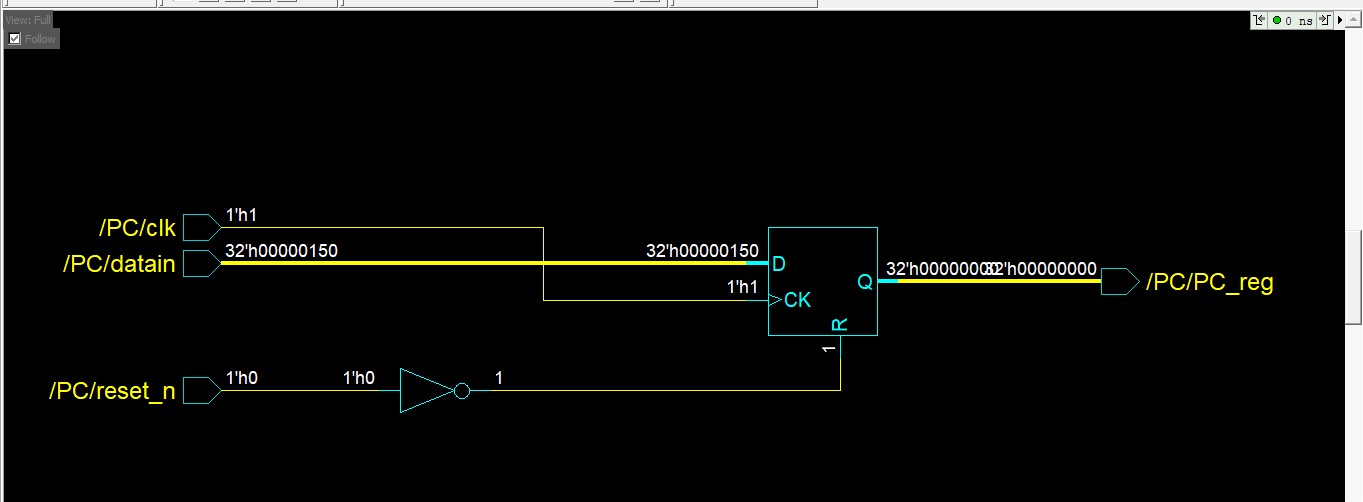 View: Full
Follow
0 ns
/PC/clk
1'h1
/PC/datain
32'h00000150
32'h00000150
D
1'h1
CK
Q
R
1
32'h00000000
32'h00000000
/PC/PC_reg
/PC/reset_n
1'h0
1'h0
1